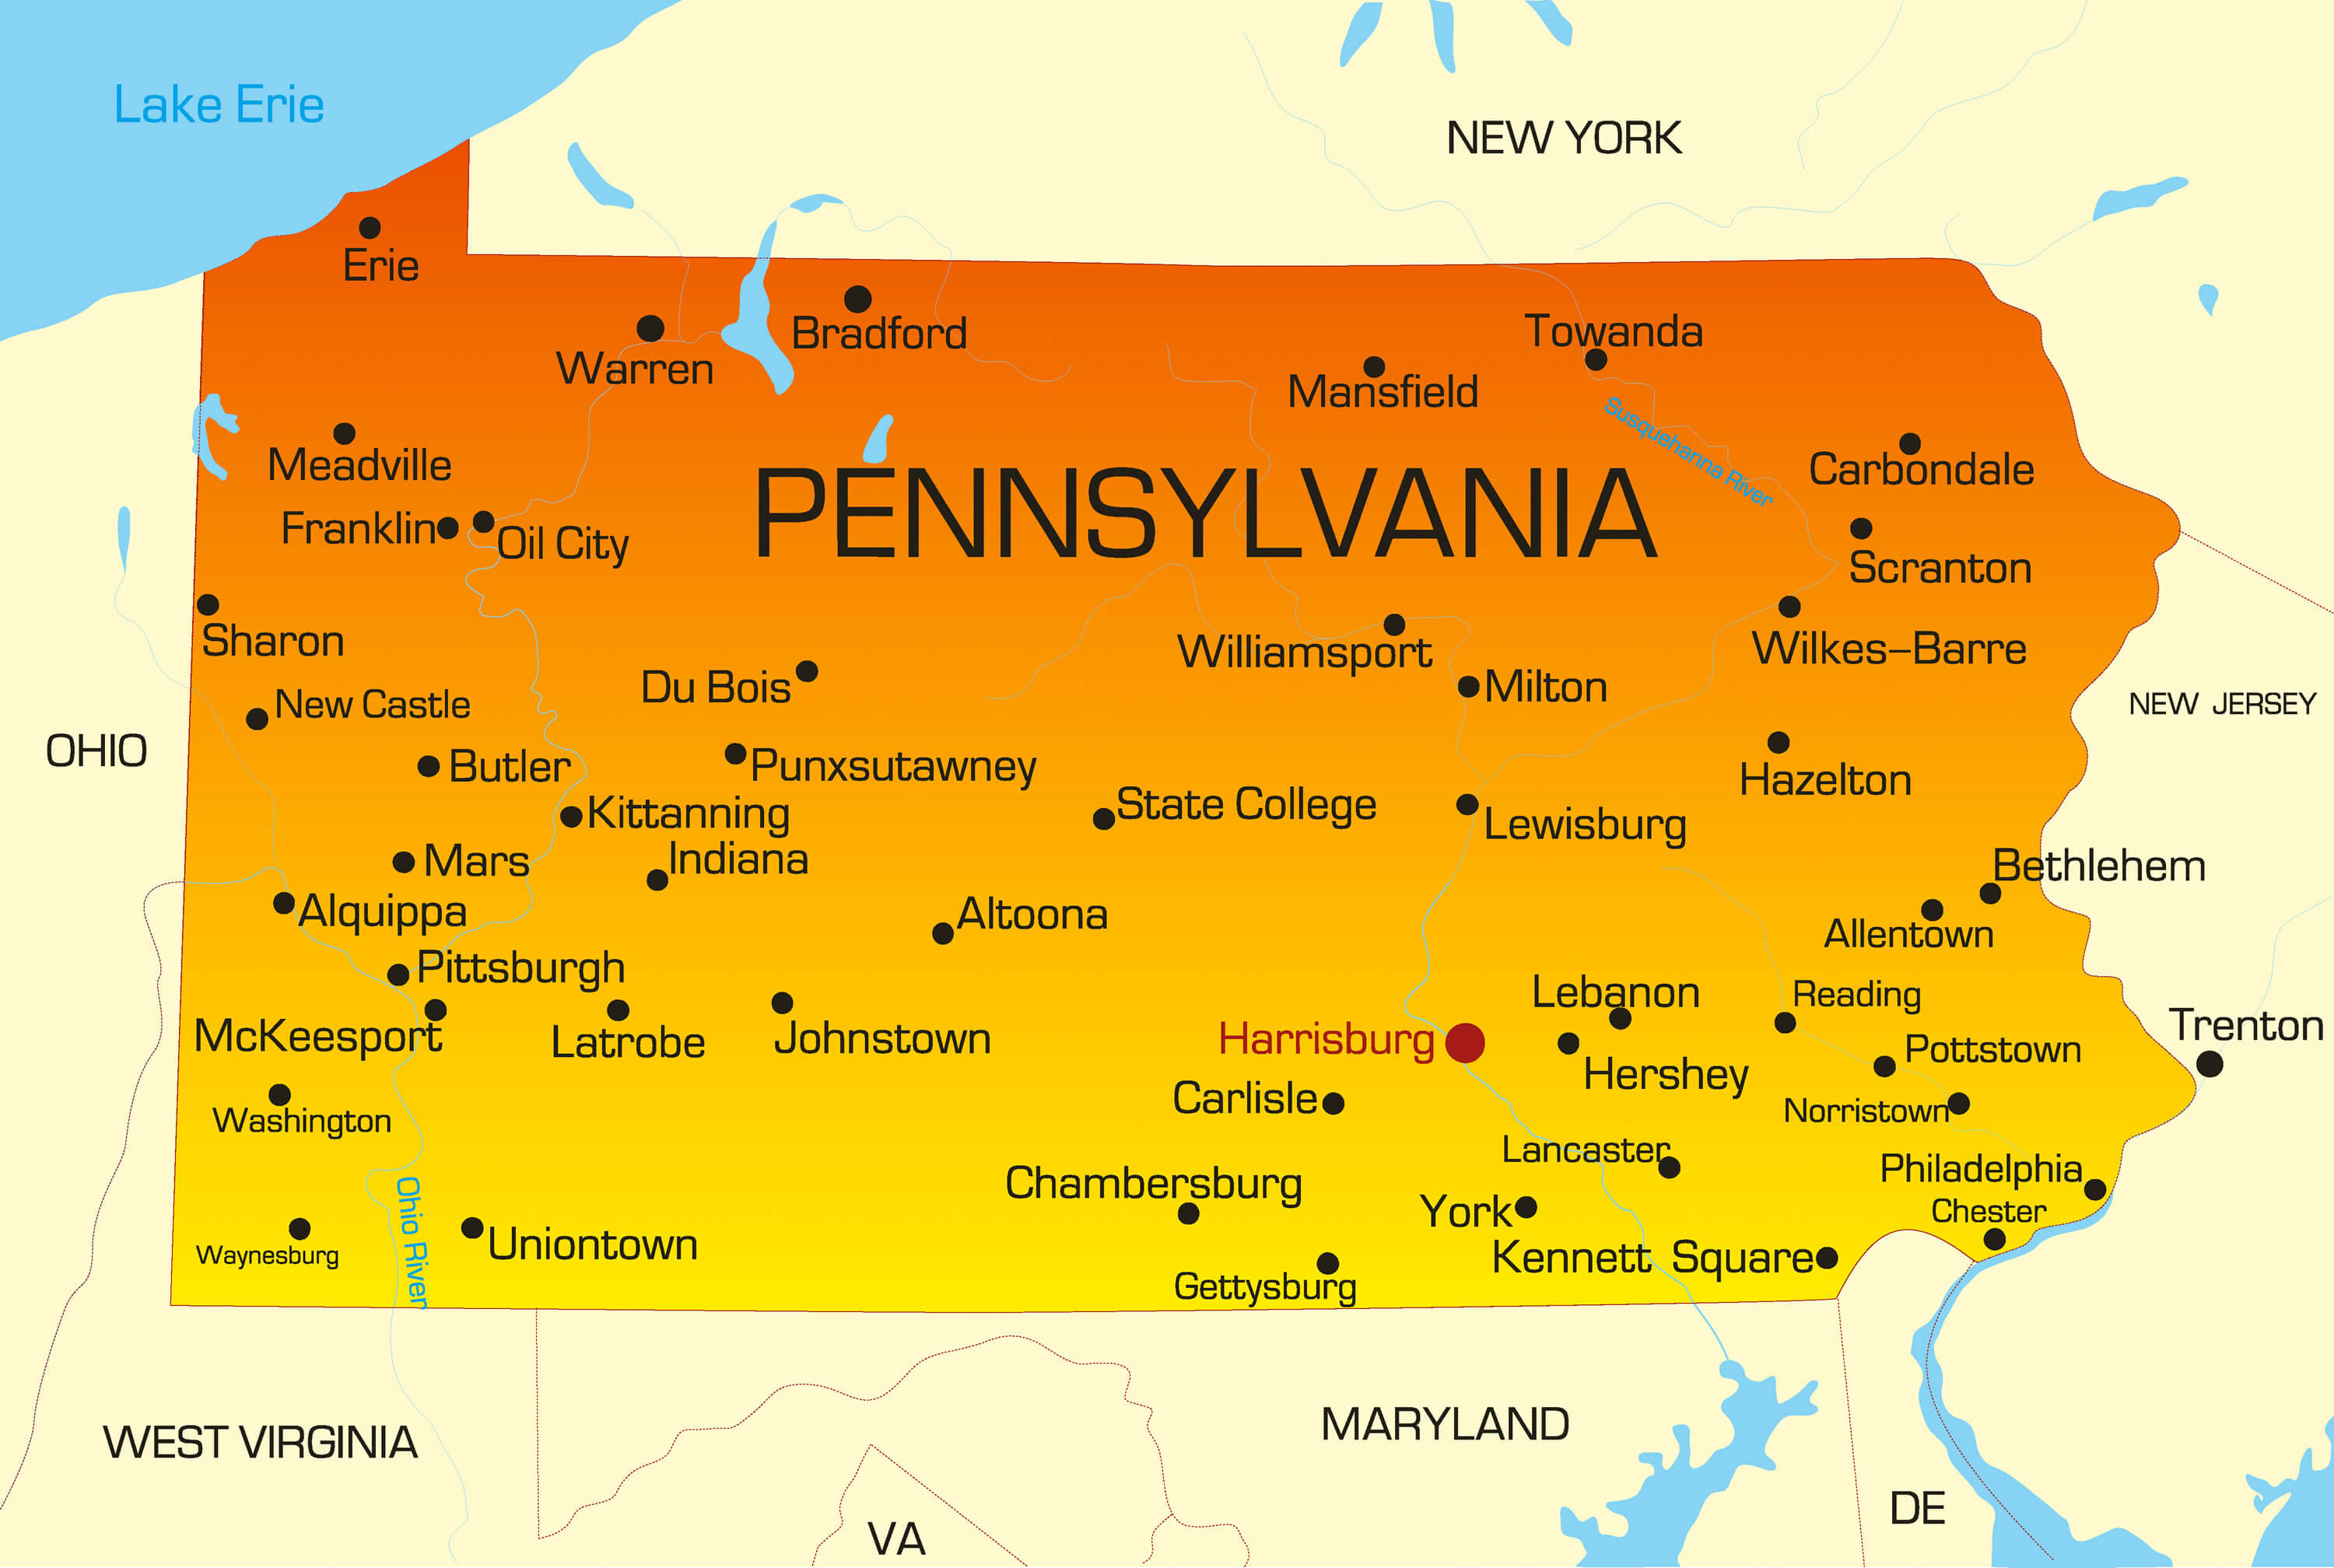 Lake Erie
NEW YORK
Erie
Bradford
Warren
Towanda
Mansfield
Susquehanna River
Meadville
Carbondale
PENNSYLVANIA
Franklin
Oil City
Scranton
Sharon
Williamsport
Wilkes-Barre
Du Bois
Milton
New Castle
NEW JERSEY
OHIO
Butler
Punxsutawney
Hazelton
Kittanning
State College
Lewisburg
Mars
Indiana
Bethlehem
Alquippa
Altoona
Allentown
Pittsburgh
Lebanon
Reading
McKeesport
Latrobe
Johnstown
Harrisburg
Trenton
Hershey
Pottstown
Carlisle
Norristown
Washington
Lancaster
Philadelphia
Chambersburg
York
Chester
Ohio River
Waynesburg
Uniontown
Kennett Square
Gettysburg
WEST VIRGINIA
MARYLAND
DE
VA